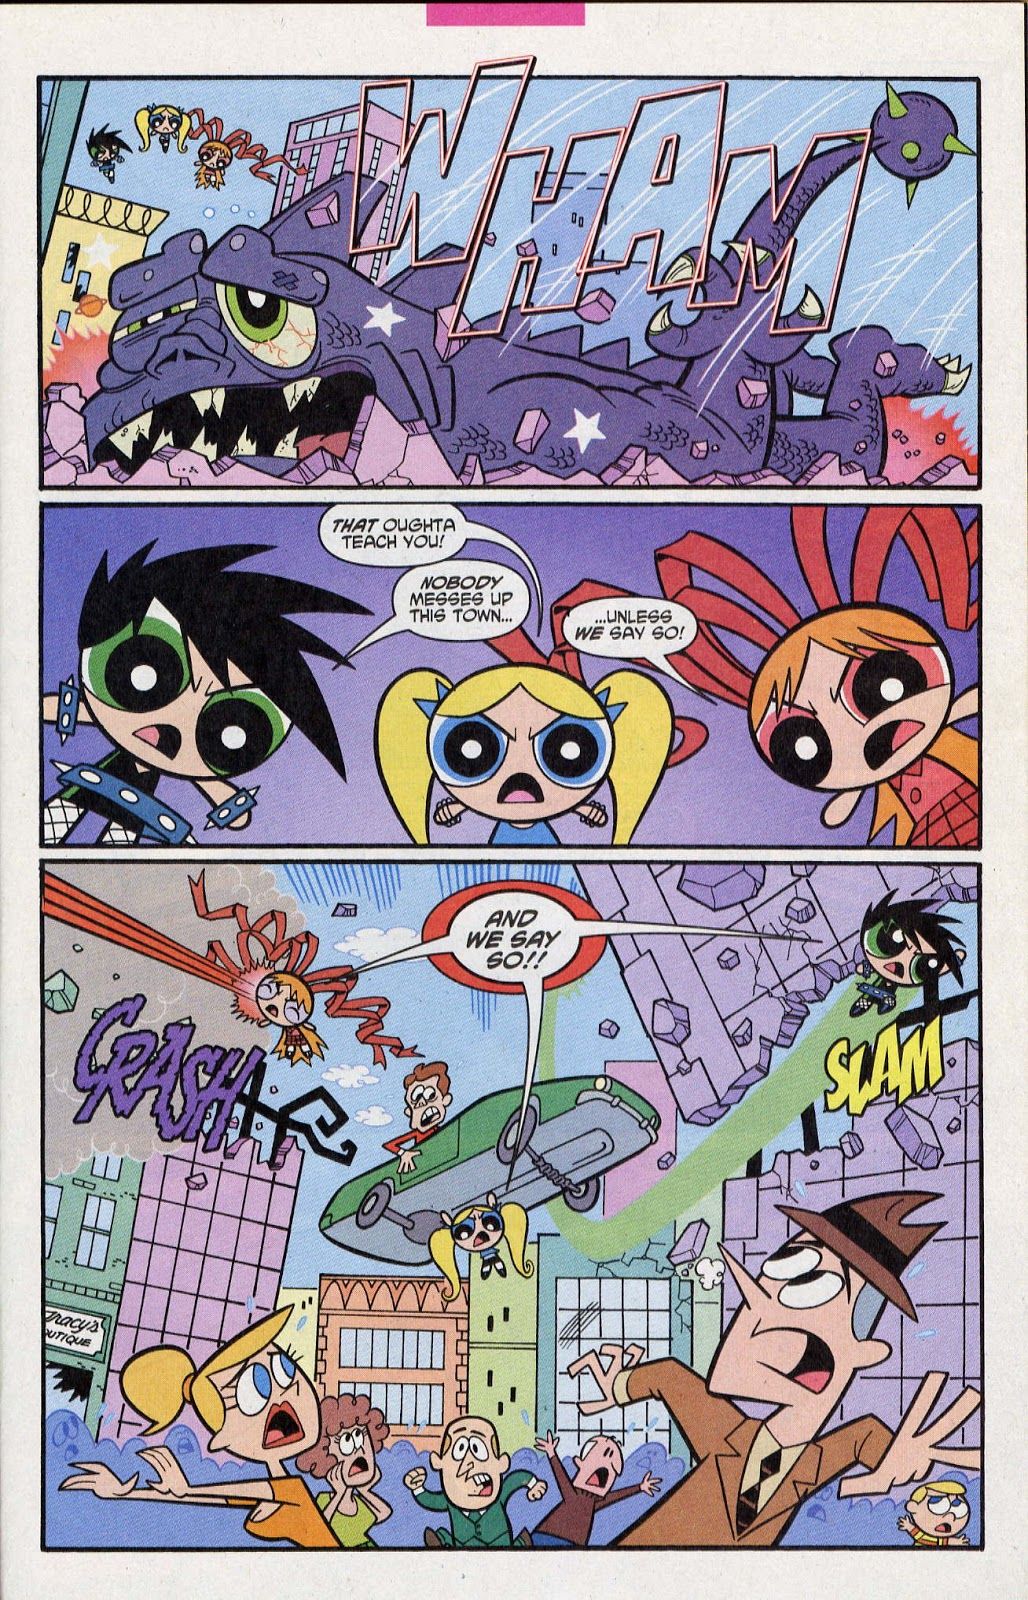 WHAM
THAT OUGHTA
TEACH YOU!
NOBODY
MESSES UP
THIS TOWN...
...UNLESS
WE SAY SO!
AND
WE SAY
SO!!
CRASH
SLAM
Tracy's
BOUTIQUE